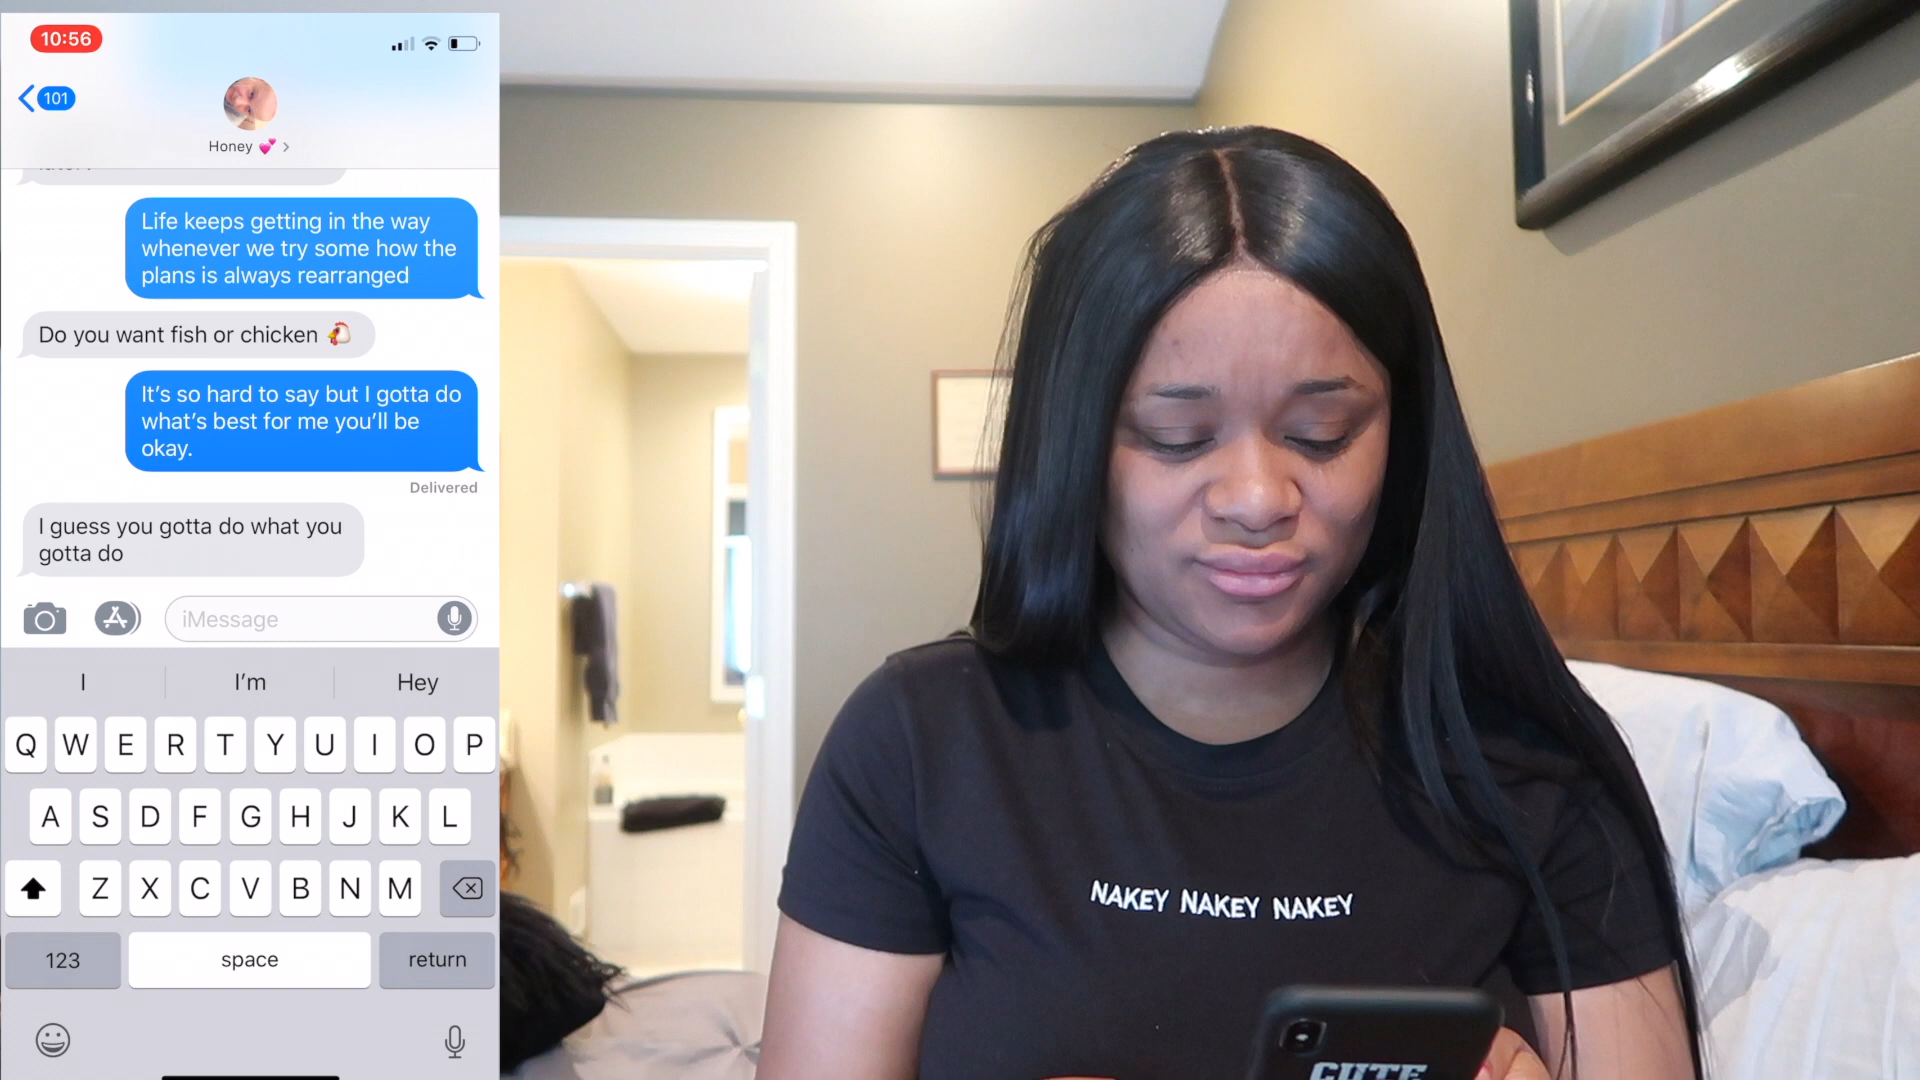 10:56
101
Honey 💕 >
Life keeps getting in the way
whenever we try some how the
plans is always rearranged
Do you want fish or chicken 🐔
It's so hard to say but I gotta do
what's best for me you'll be
okay.
Delivered
I guess you gotta do what you
gotta do
iMessage
I I'm Hey
Q W E R T Y U I O P
A S D F G H J K L
Z X C V B N M
123 space return
NAKEY NAKEY NAKEY
CUTE